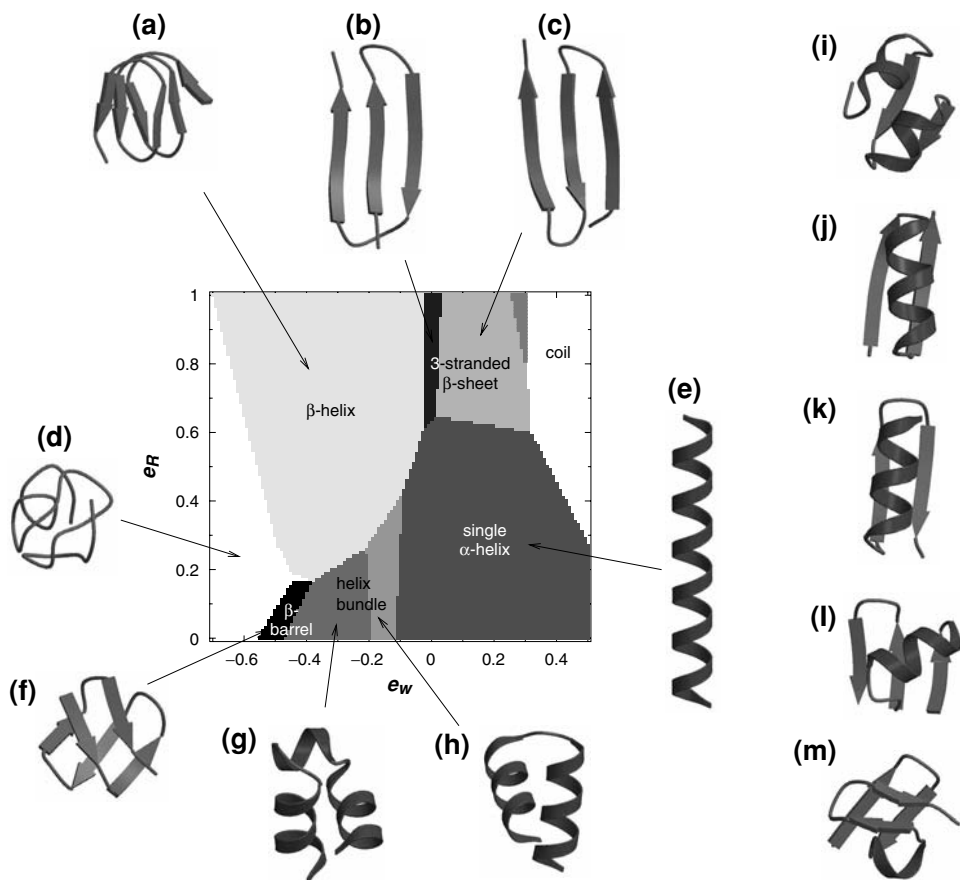 (a)
(b)
(c)
(i)
(j)
1
0.8
0.6
0.4
0.2
0
e_R
β-helix
3-stranded
β-sheet
coil
single
α-helix
helix
bundle
β-
barrel
−0.6
−0.4
−0.2
0
0.2
0.4
e_W
(d)
(e)
(k)
(f)
(g)
(h)
(l)
(m)